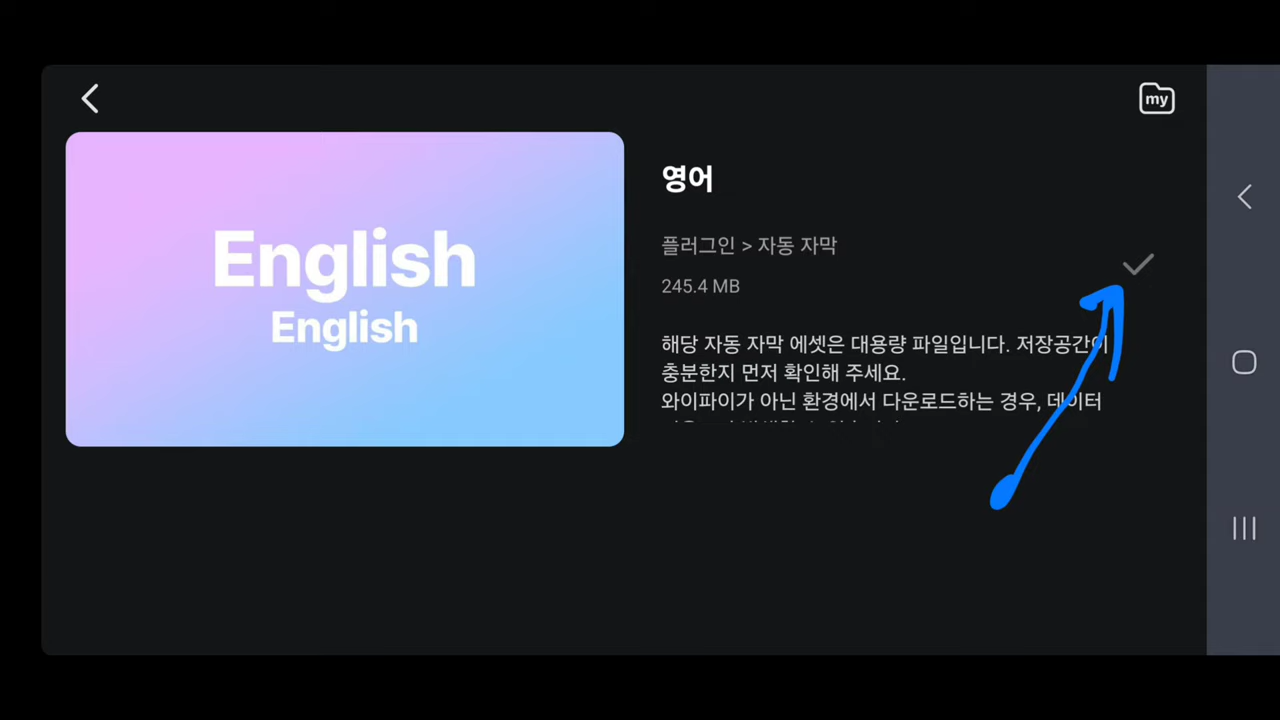 my
English
English
영어
플러그인 > 자동 자막
245.4 MB
해당 자동 자막 에셋은 대용량 파일입니다. 저장공간이
충분한지 먼저 확인해 주세요.
와이파이가 아닌 환경에서 다운로드하는 경우, 데이터